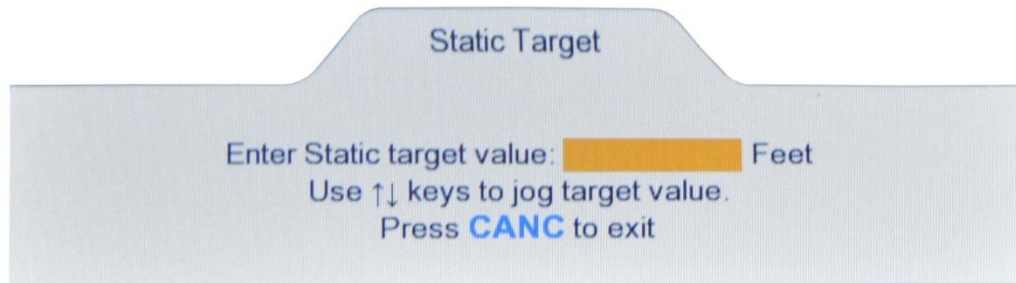 Static Target
Enter Static target value: Feet
Use ↑↓ keys to jog target value.
Press CANC to exit